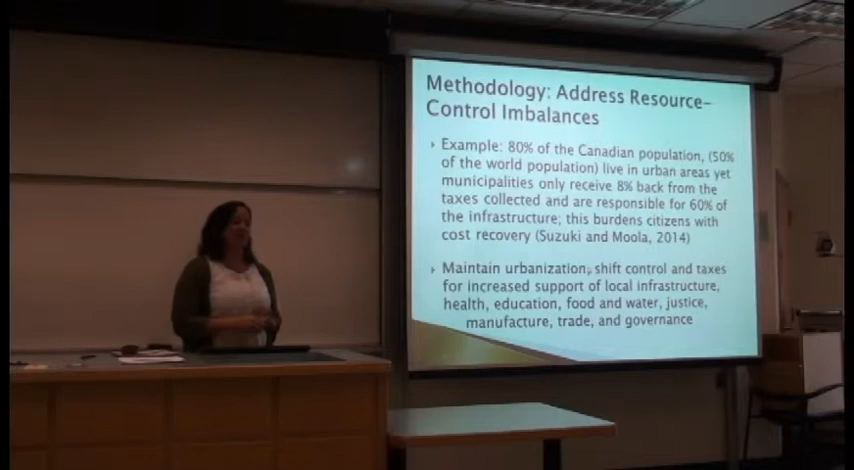 Methodology: Address Resource-
Control Imbalances
Example: 80% of the Canadian population, (50%
of the world population) live in urban areas yet
municipalities only receive 8% back from the
taxes collected and are responsible for 60% of
the infrastructure; this burdens citizens with
cost recovery (Suzuki and Moola, 2014)
Maintain urbanization; shift control and taxes
for increased support of local infrastructure,
health, education, food and water, justice,
manufacture, trade, and governance